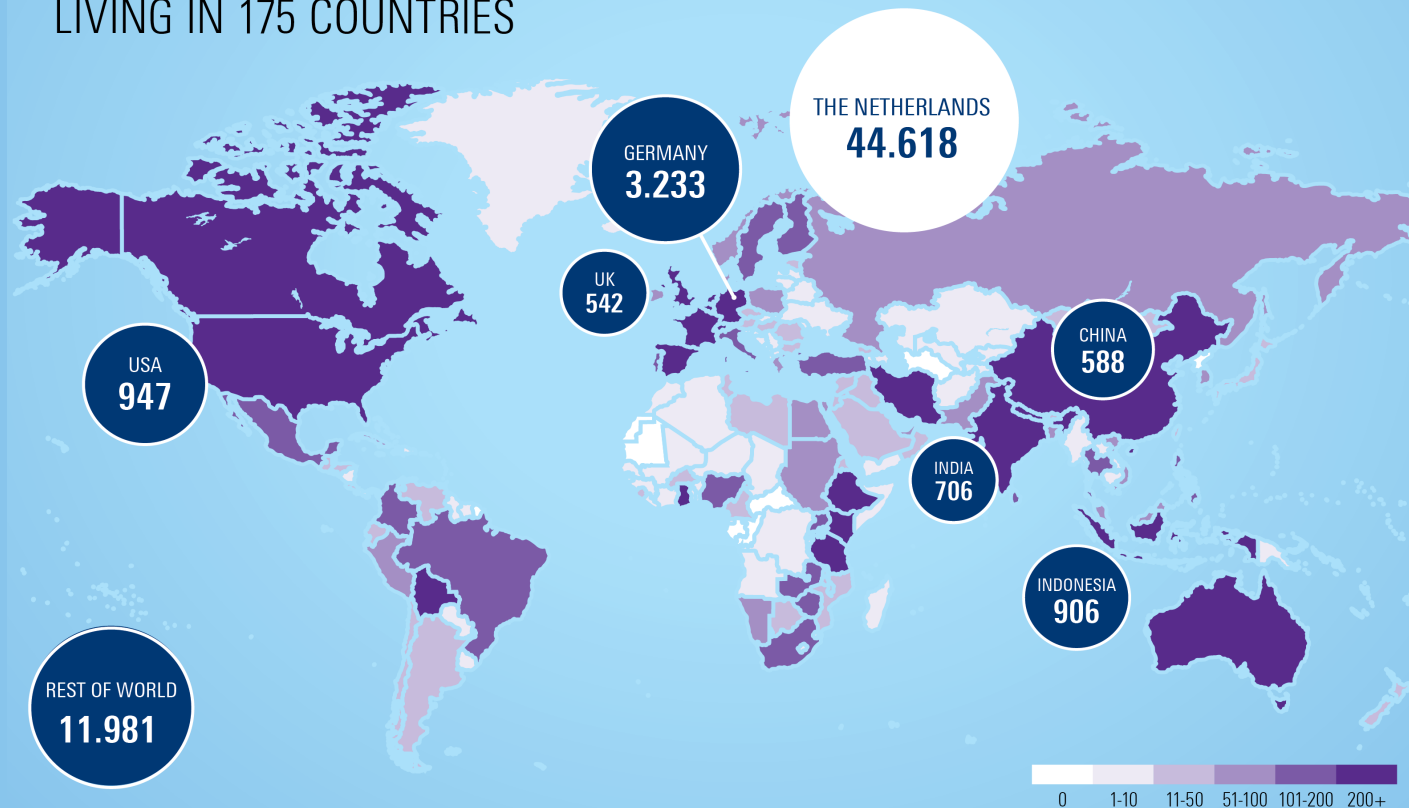 LIVING IN 175 COUNTRIES
THE NETHERLANDS
44.618
GERMANY
3.233
UK
542
USA
947
CHINA
588
INDIA
706
INDONESIA
906
REST OF WORLD
11.981
0 1-10 11-50 51-100 101-200 200+